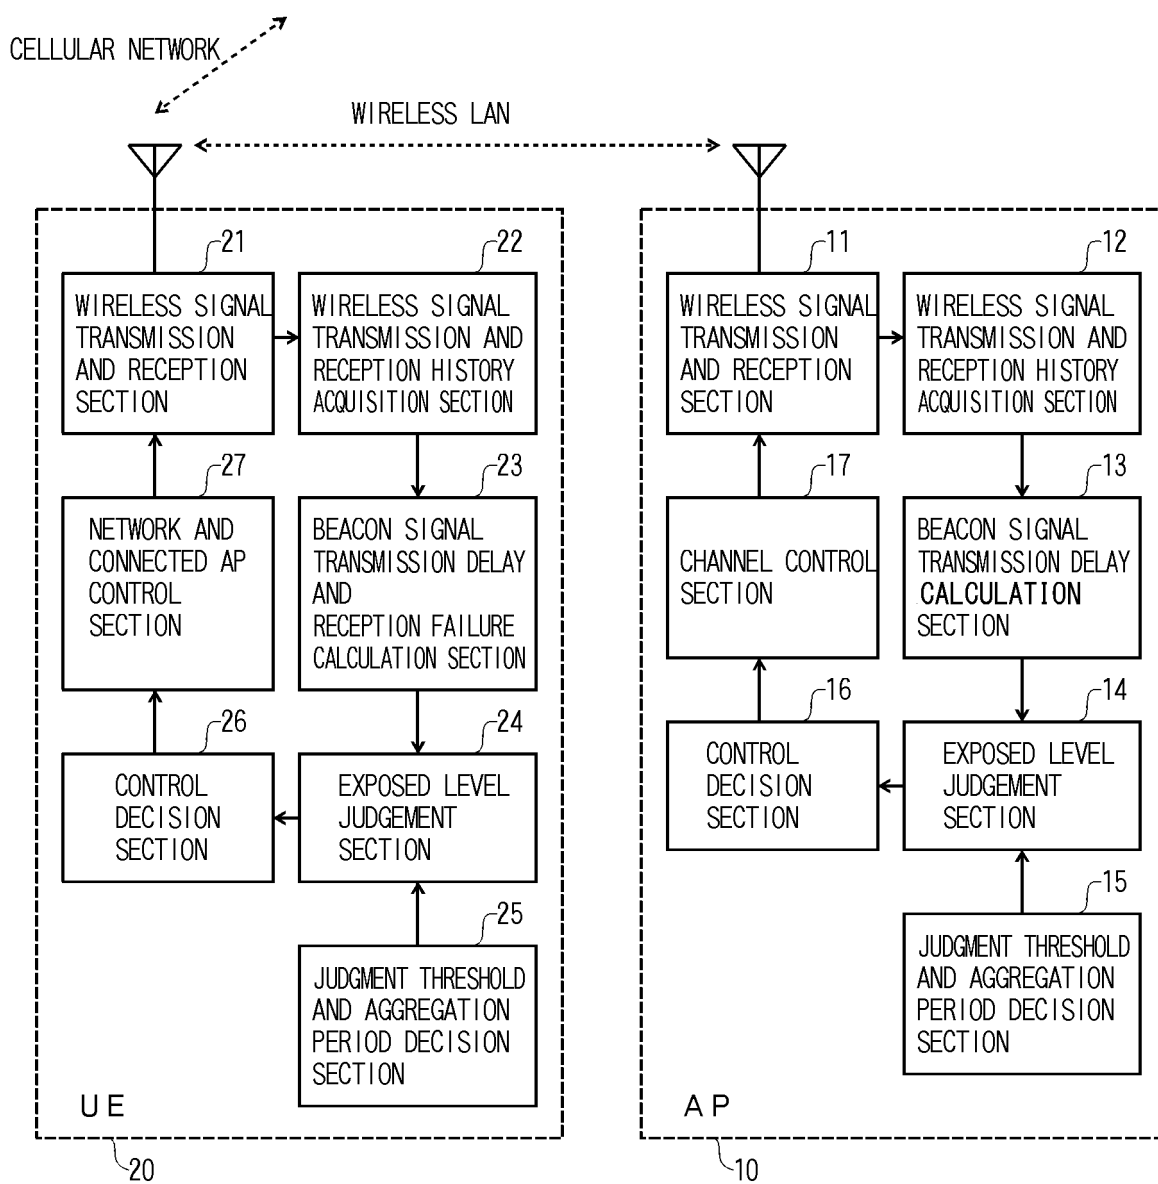 CELLULAR NETWORK
WIRELESS LAN
21
WIRELESS SIGNAL
TRANSMISSION
AND RECEPTION
SECTION
22
WIRELESS SIGNAL
TRANSMISSION AND
RECEPTION HISTORY
ACQUISITION SECTION
27
NETWORK AND
CONNECTED AP
CONTROL
SECTION
23
BEACON SIGNAL
TRANSMISSION DELAY
AND
RECEPTION FAILURE
CALCULATION SECTION
26
CONTROL
DECISION
SECTION
24
EXPOSED LEVEL
JUDGEMENT
SECTION
25
JUDGMENT THRESHOLD
AND AGGREGATION
PERIOD DECISION
SECTION
UE
20
11
WIRELESS SIGNAL
TRANSMISSION
AND RECEPTION
SECTION
12
WIRELESS SIGNAL
TRANSMISSION AND
RECEPTION HISTORY
ACQUISITION SECTION
17
CHANNEL CONTROL
SECTION
13
BEACON SIGNAL
TRANSMISSION DELAY
CALCULATION
SECTION
16
CONTROL
DECISION
SECTION
14
EXPOSED LEVEL
JUDGEMENT
SECTION
15
JUDGMENT THRESHOLD
AND AGGREGATION
PERIOD DECISION
SECTION
AP
10